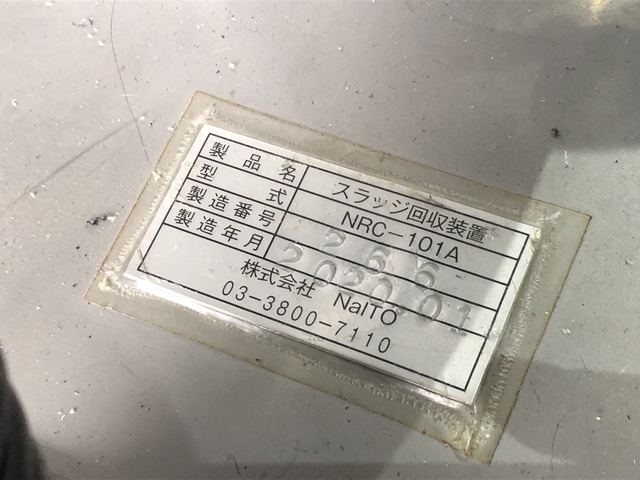 製品名 スラッジ回収装置
型式 NRC-101A
製造番号 266
製造年月 2020.01
株式会社 NaITO
03-3800-7110